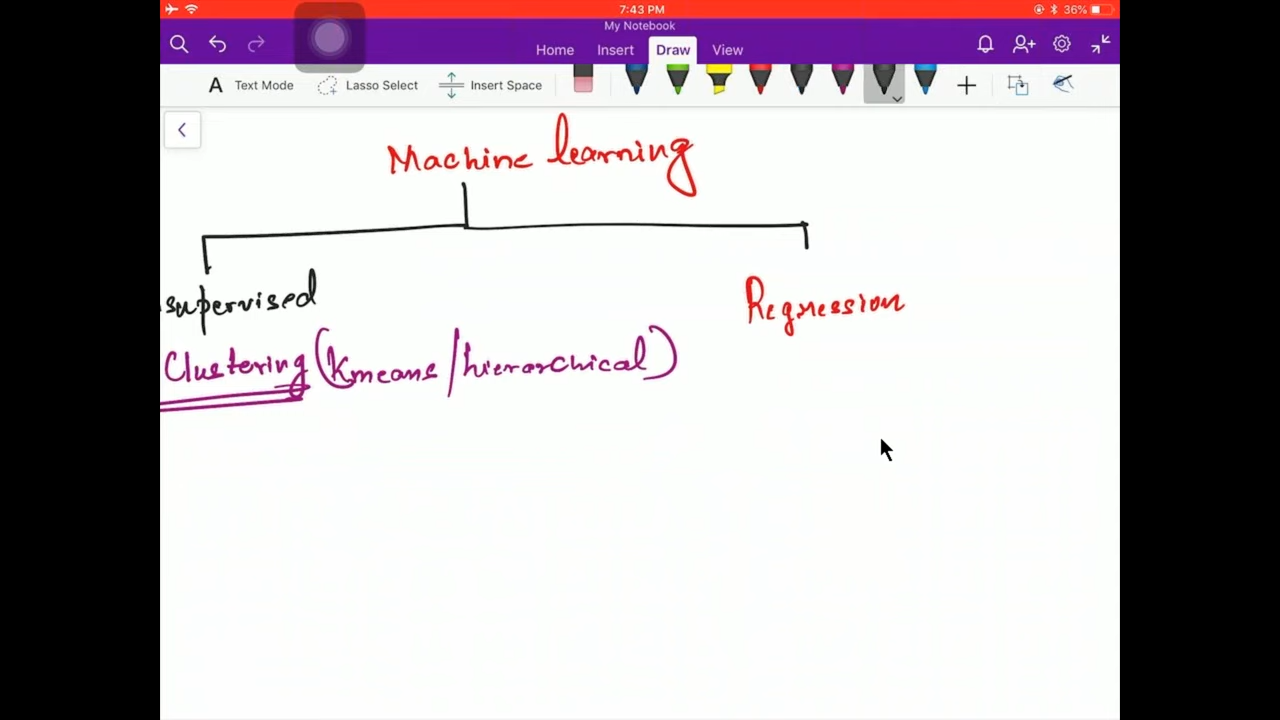 7:43 PM
36%
My Notebook
Home Insert Draw View
A Text Mode Lasso Select Insert Space
Machine learning
supervised
Regression
Clustering (Kmeans/hierarchical)